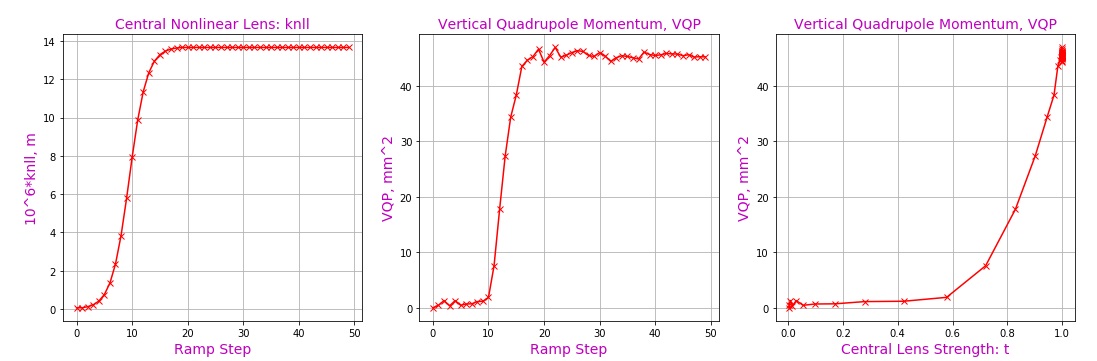 Central Nonlinear Lens: knll
14
12
10
8
6
4
2
0
10^6*knll, m
0 10 20 30 40 50
Ramp Step
Vertical Quadrupole Momentum, VQP
40
30
20
10
0
VQP, mm^2
0 10 20 30 40 50
Ramp Step
Vertical Quadrupole Momentum, VQP
40
30
20
10
0
VQP, mm^2
0.0 0.2 0.4 0.6 0.8 1.0
Central Lens Strength: t